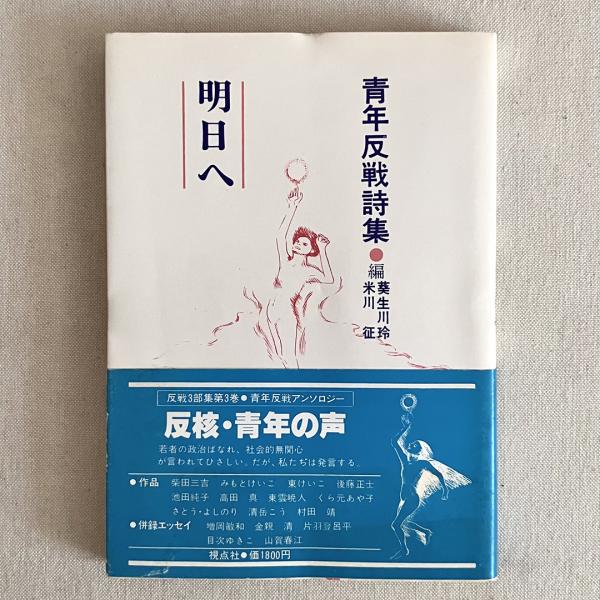 青年反戦詩集●編 葵生川玲
米川 征
明日へ
反戦3部集第3巻●青年反戦アンソロジー
反核・青年の声
若者の政治ばなれ、社会的無関心
が言われてひさしい。だが、私たちは発言する。
●作品 柴田三吉 みもとけいこ 東けいこ 後藤正士
池田純子 高田 真 東雲暁人 くら元あや子
さとう・よしのり 清岳こう 村田 靖
●併録エッセイ 増岡敏和 金親 清 片羽登呂平
目次ゆきこ 山賀春江
視点社●価1800円